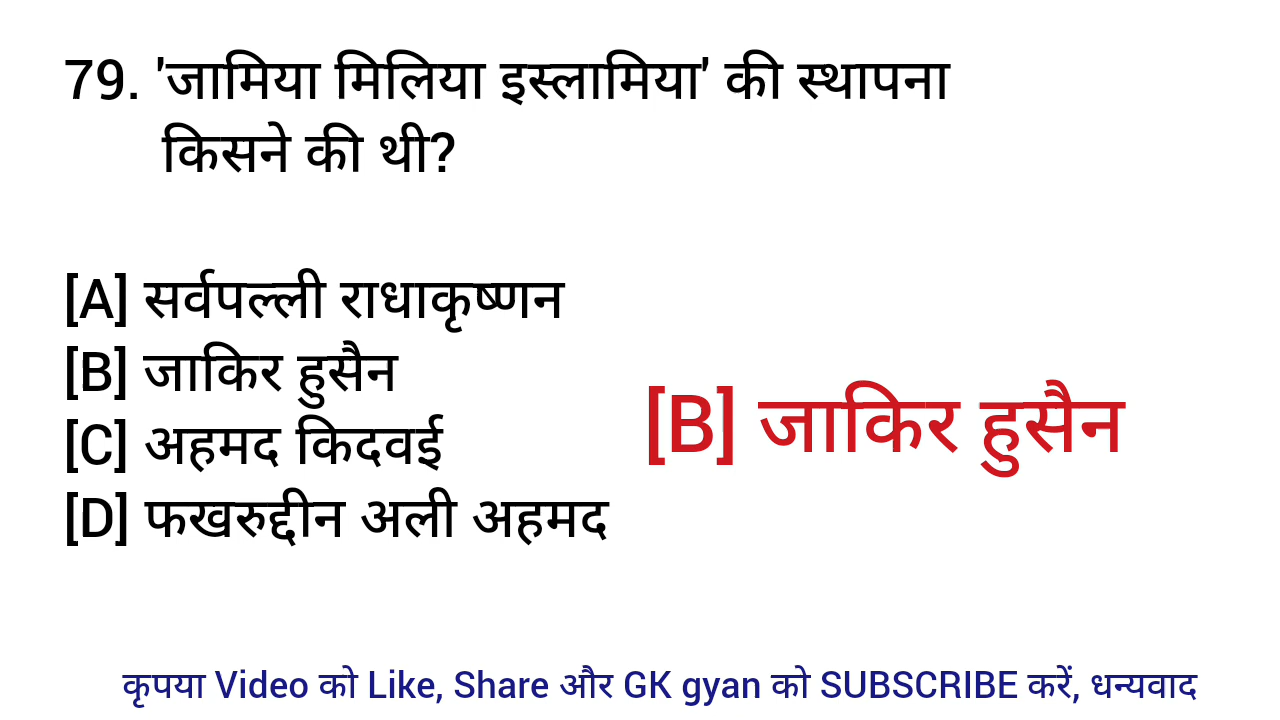 79. 'जामिया मिलिया इस्लामिया' की स्थापना
किसने की थी?
[A] सर्वपल्ली राधाकृष्णन
[B] जाकिर हुसैन
[C] अहमद किदवई
[D] फखरुद्दीन अली अहमद
[B] जाकिर हुसैन
कृपया Video को Like, Share और GK gyan को SUBSCRIBE करें, धन्यवाद